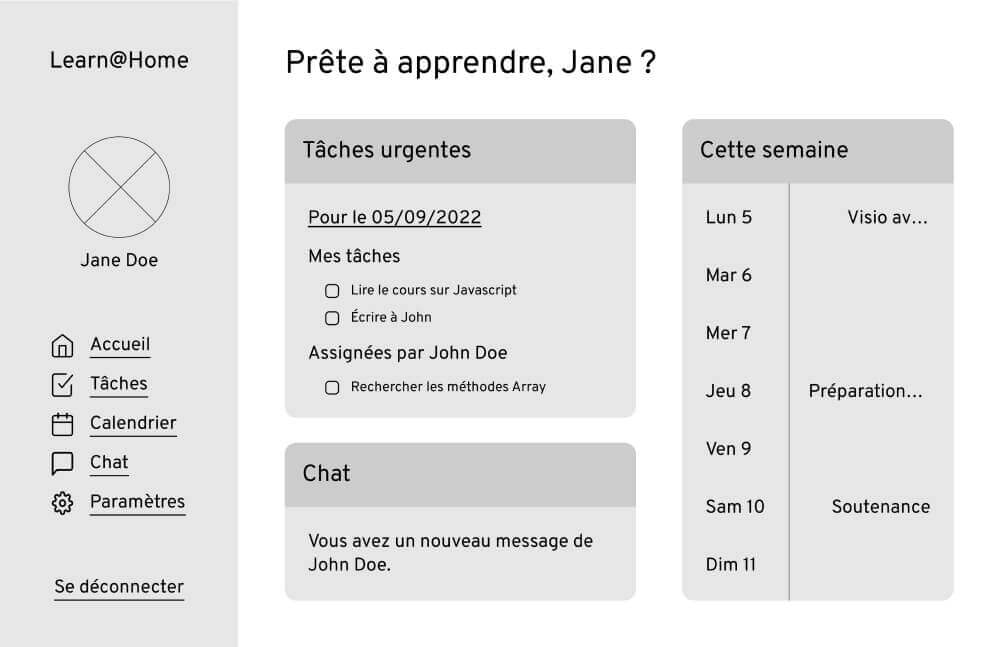 Learn@Home
Jane Doe
Accueil
Tâches
Calendrier
Chat
Paramètres
Se déconnecter
Prête à apprendre, Jane ?
Tâches urgentes
Pour le 05/09/2022
Mes tâches
Lire le cours sur Javascript
Écrire à John
Assignées par John Doe
Rechercher les méthodes Array
Chat
Vous avez un nouveau message de
John Doe.
Cette semaine
Lun 5 Visio av...
Mar 6
Mer 7
Jeu 8 Préparation...
Ven 9
Sam 10 Soutenance
Dim 11